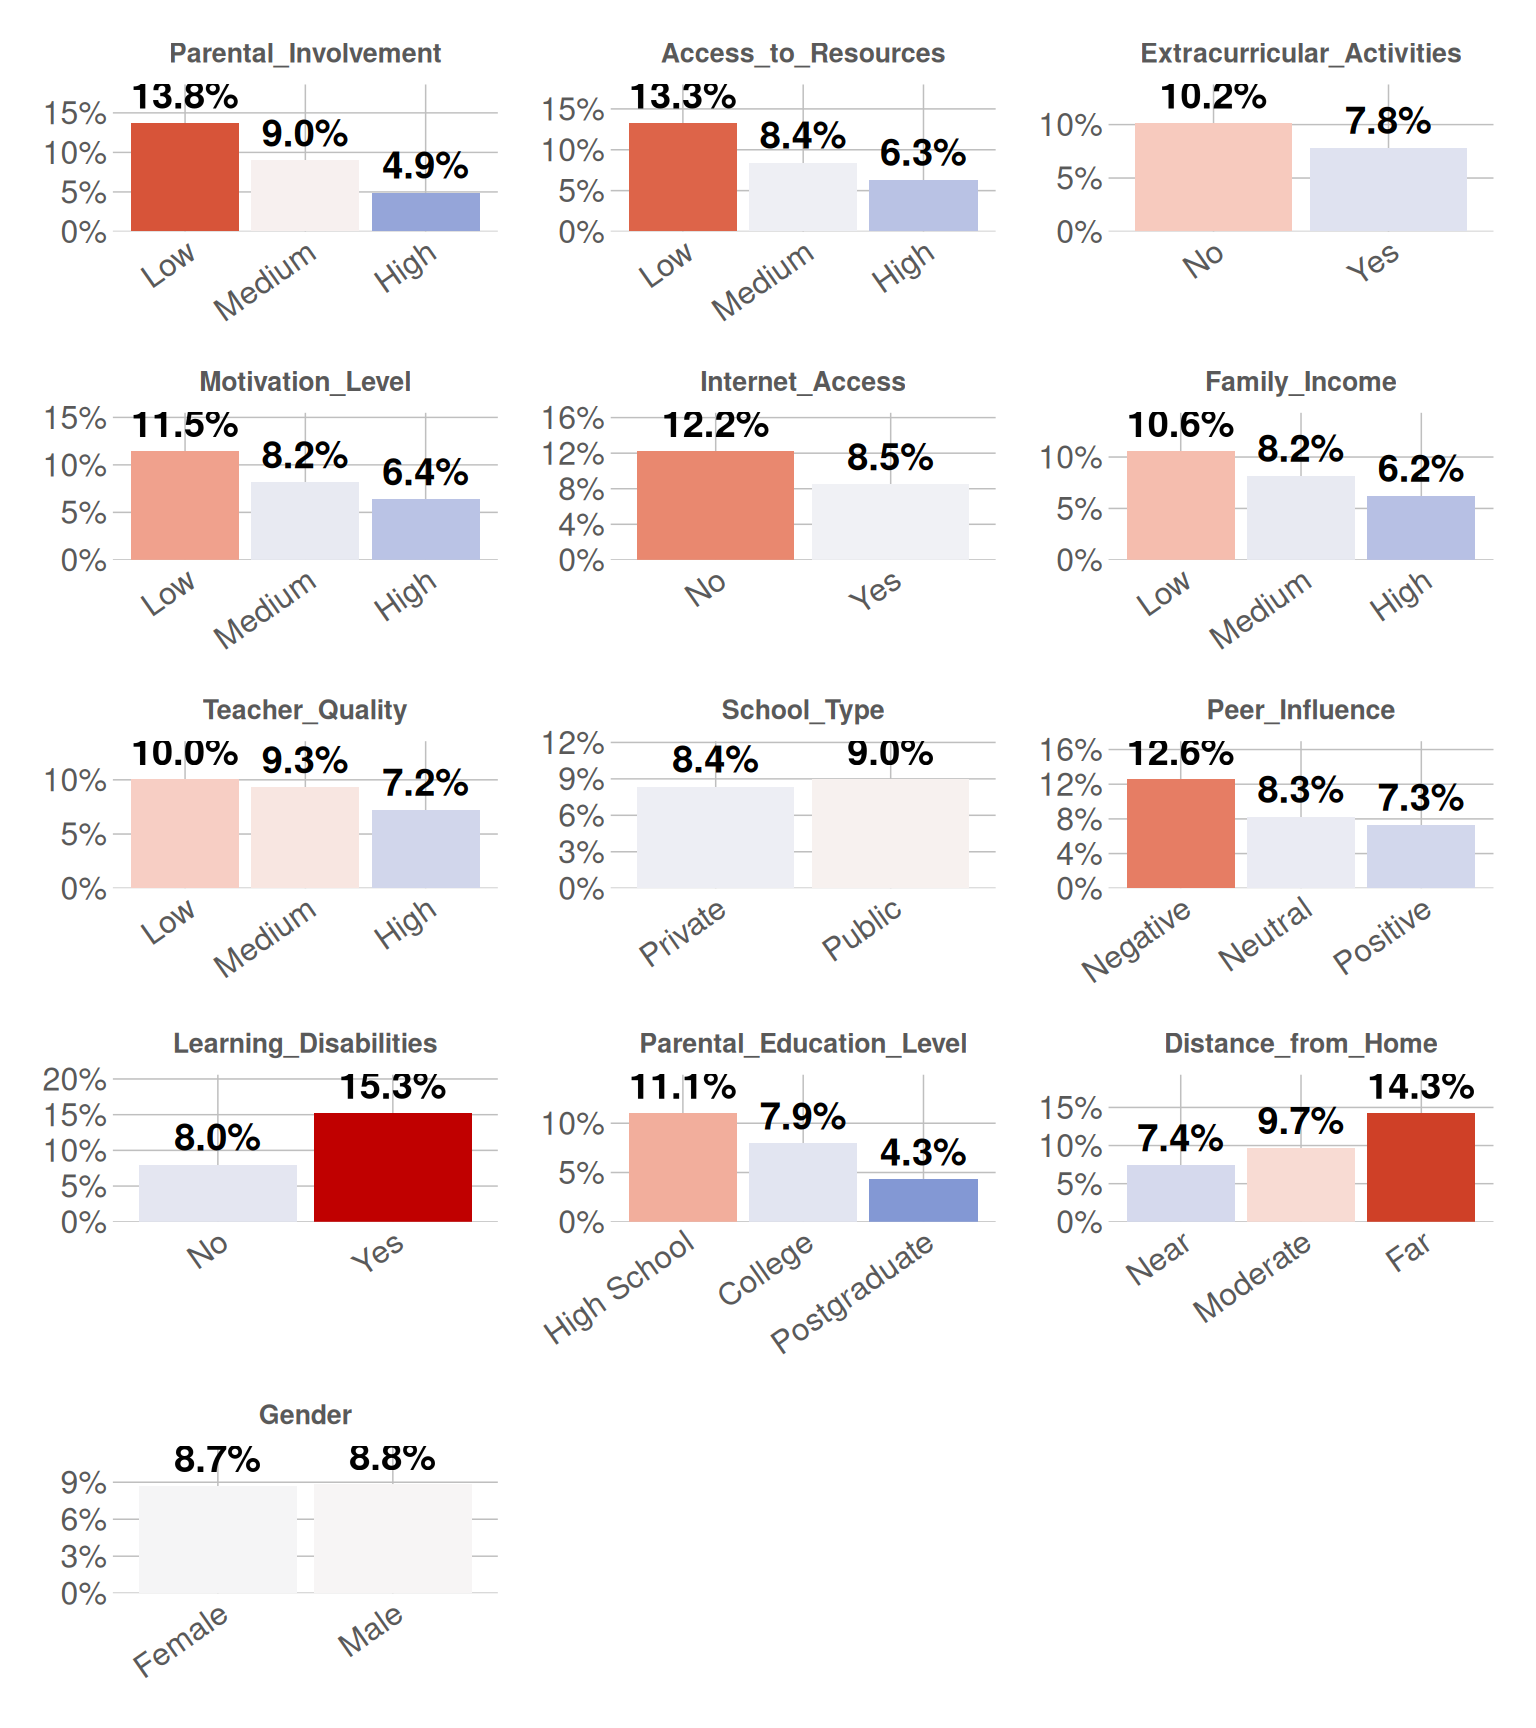 Parental_Involvement
13.8%
9.0%
4.9%
15%
10%
5%
0%
Low
Medium
High
Access_to_Resources
13.3%
8.4%
6.3%
15%
10%
5%
0%
Low
Medium
High
Extracurricular_Activities
10.2%
7.8%
10%
5%
0%
No
Yes
Motivation_Level
11.5%
8.2%
6.4%
15%
10%
5%
0%
Low
Medium
High
Internet_Access
12.2%
8.5%
16%
12%
8%
4%
0%
No
Yes
Family_Income
10.6%
8.2%
6.2%
10%
5%
0%
Low
Medium
High
Teacher_Quality
10.0%
9.3%
7.2%
10%
5%
0%
Low
Medium
High
School_Type
8.4%
9.0%
12%
9%
6%
3%
0%
Private
Public
Peer_Influence
12.6%
8.3%
7.3%
16%
12%
8%
4%
0%
Negative
Neutral
Positive
Learning_Disabilities
8.0%
15.3%
20%
15%
10%
5%
0%
No
Yes
Parental_Education_Level
11.1%
7.9%
4.3%
10%
5%
0%
High School
College
Postgraduate
Distance_from_Home
7.4%
9.7%
14.3%
15%
10%
5%
0%
Near
Moderate
Far
Gender
8.7%
8.8%
9%
6%
3%
0%
Female
Male